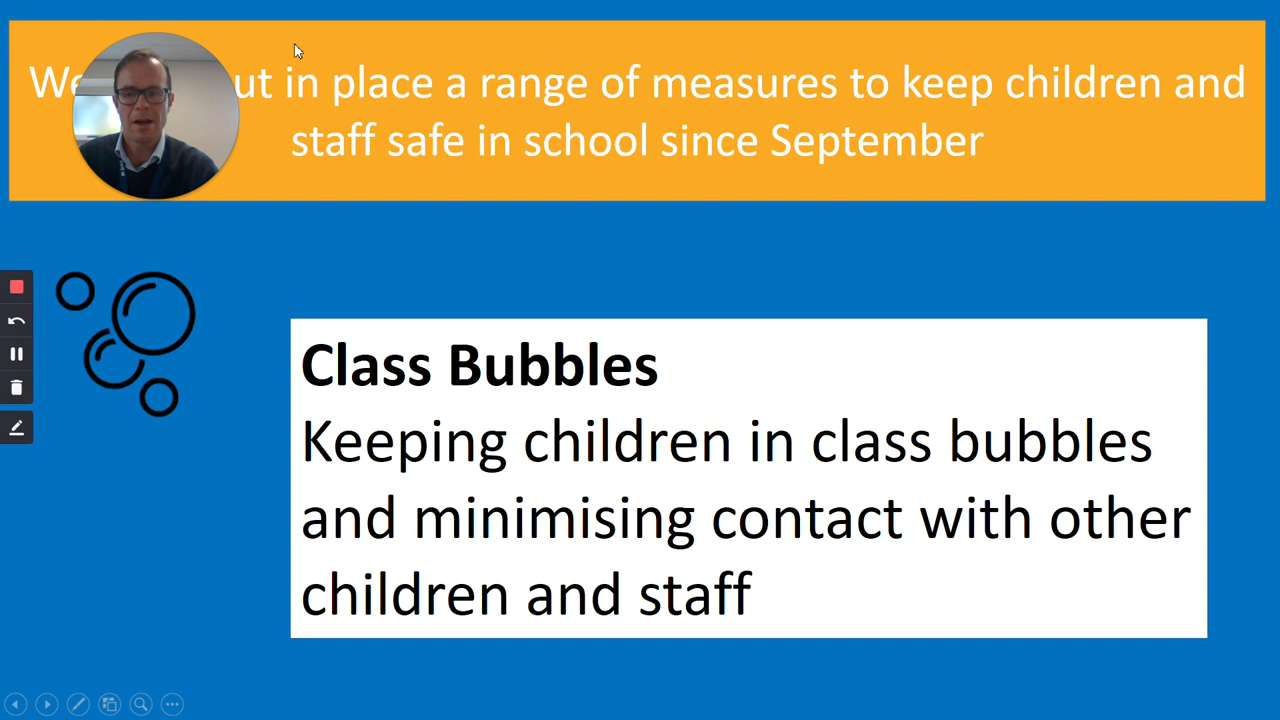 We ut in place a range of measures to keep children and
staff safe in school since September
Class Bubbles
Keeping children in class bubbles
and minimising contact with other
children and staff